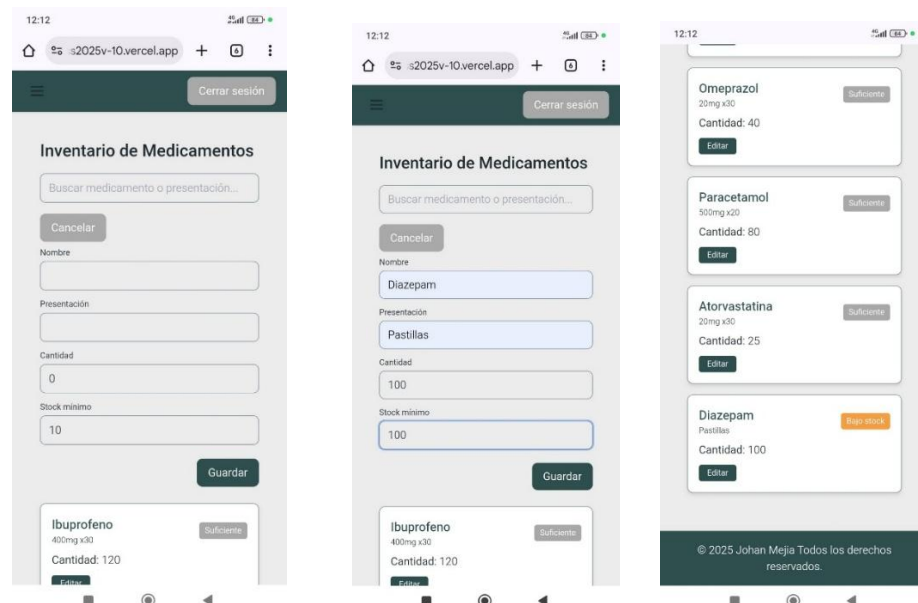 12:12
84
s2025v-10.vercel.app
6
Cerrar sesión
Inventario de Medicamentos
Buscar medicamento o presentación...
Cancelar
Nombre
Presentación
Cantidad
0
Stock mínimo
10
Guardar
Ibuprofeno
Suficiente
400mg x30
Cantidad: 120
Editar
12:12
84
s2025v-10.vercel.app
6
Cerrar sesión
Inventario de Medicamentos
Buscar medicamento o presentación...
Cancelar
Nombre
Diazepam
Presentación
Pastillas
Cantidad
100
Stock mínimo
100
Guardar
Ibuprofeno
Suficiente
400mg x30
Cantidad: 120
Editar
12:12
Omeprazol
Suficiente
20mg x30
Cantidad: 40
Editar
Paracetamol
Suficiente
500mg x20
Cantidad: 80
Editar
Atorvastatina
Suficiente
20mg x30
Cantidad: 25
Editar
Diazepam
Bajo stock
Pastillas
Cantidad: 100
Editar
© 2025 Johan Mejia Todos los derechos
reservados.